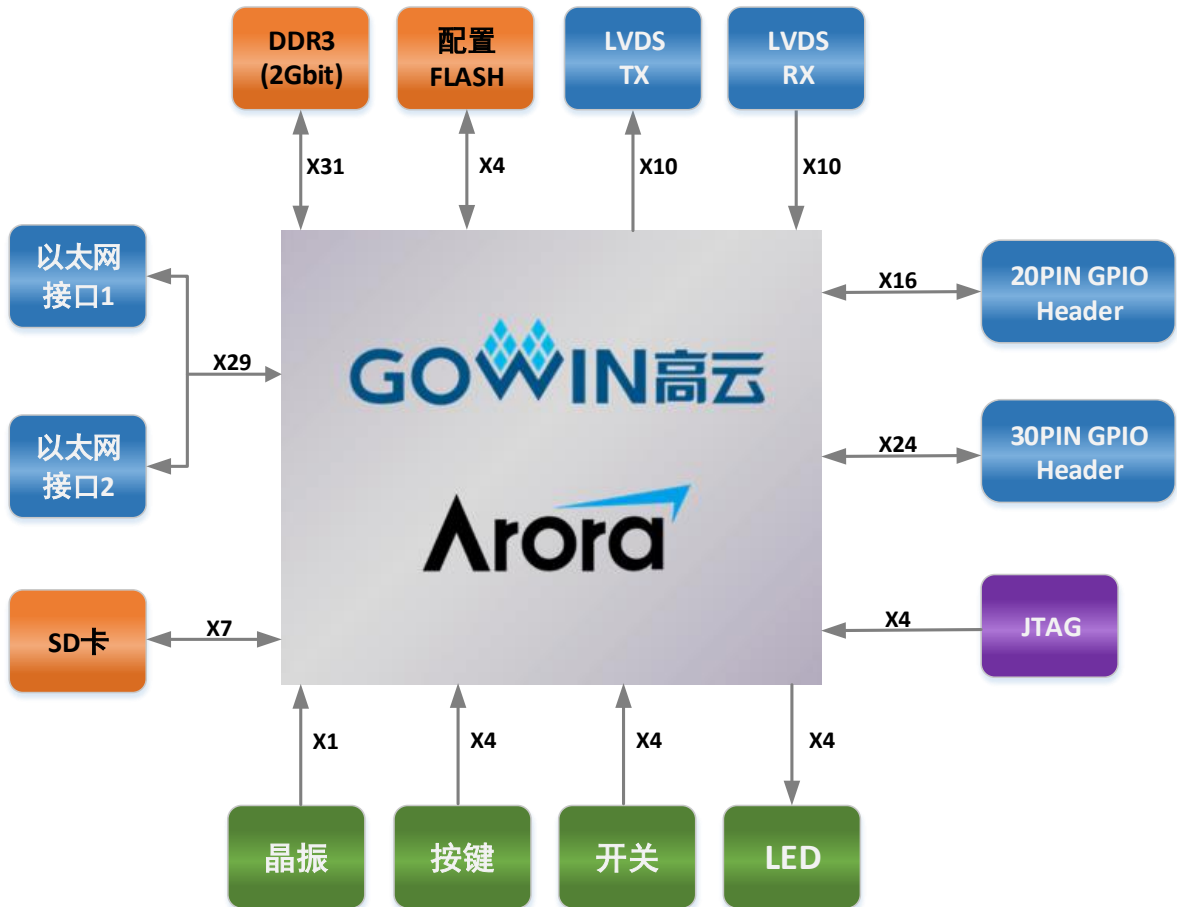 DDR3
(2Gbit)
配置
FLASH
LVDS
TX
LVDS
RX
X31
X4
X10
X10
以太网
接口1
X29
以太网
接口2
GOWIN高云
Arora
X16
20PIN GPIO
Header
X24
30PIN GPIO
Header
SD卡
X7
X4
JTAG
X1
X4
X4
X4
晶振
按键
开关
LED